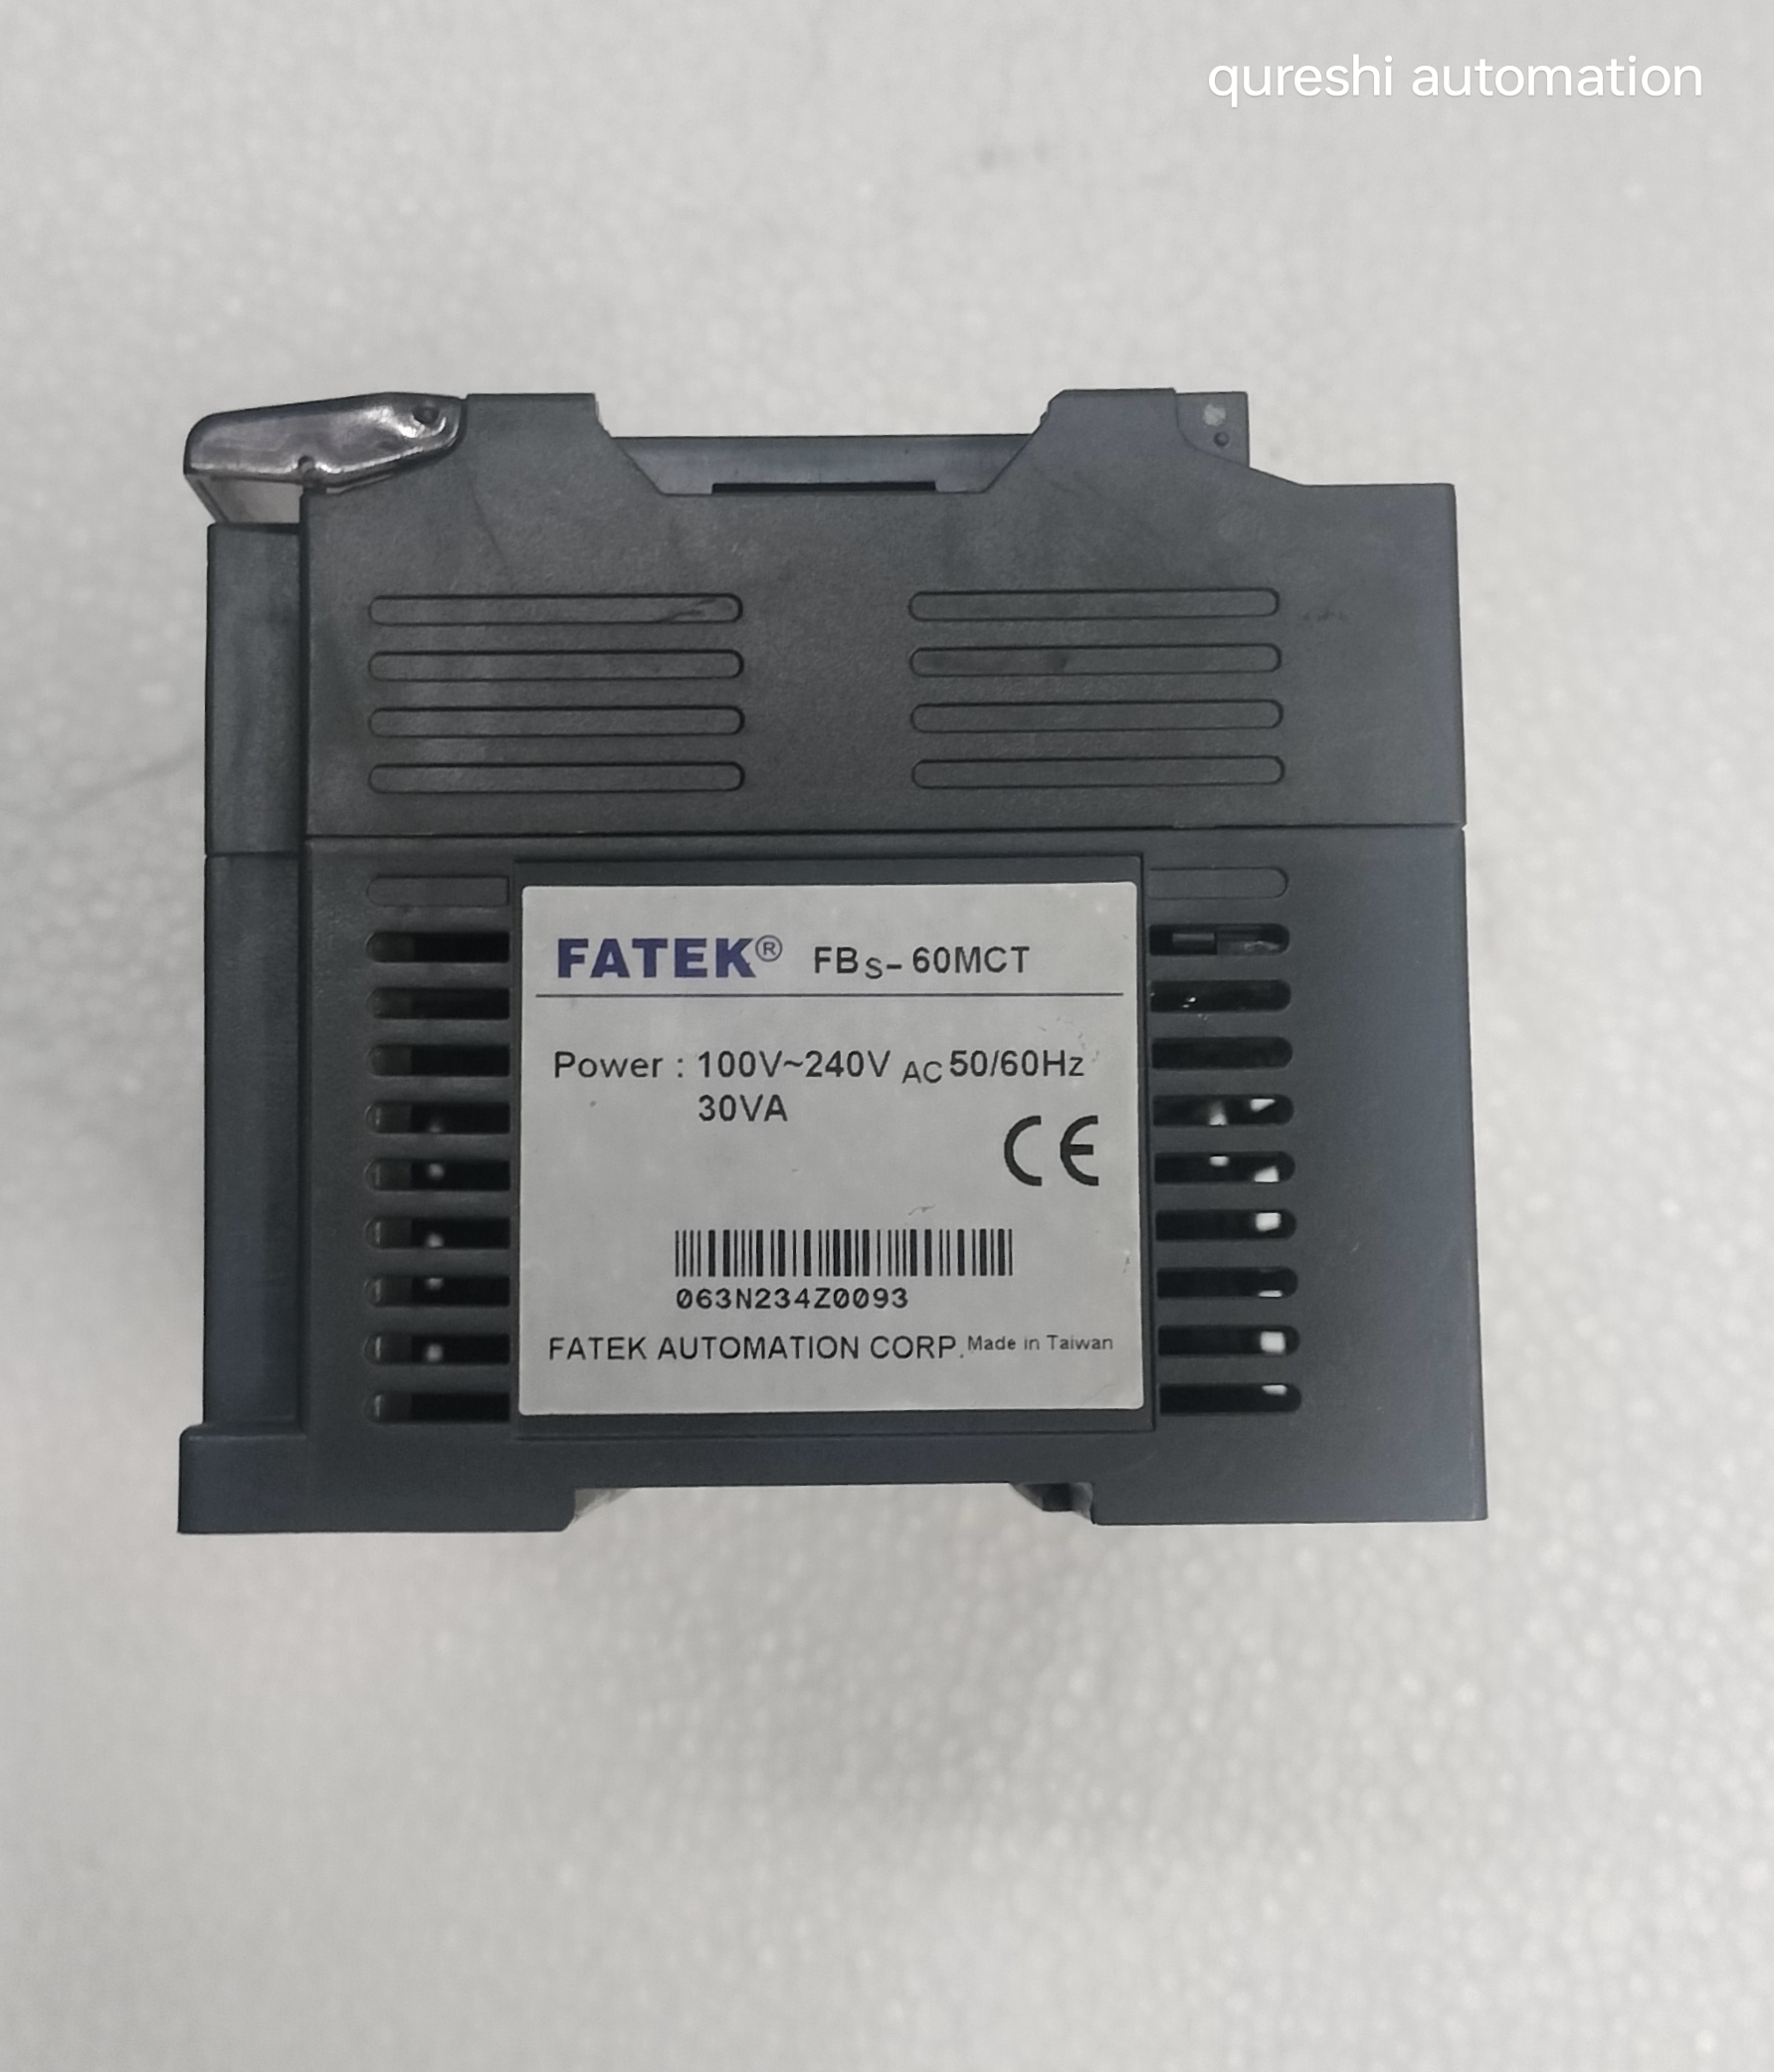 qureshi automation
FATEK® FBs-60MCT
Power : 100V~240V AC 50/60Hz
30VA
CE
063N234Z0093
FATEK AUTOMATION CORP. Made in Taiwan